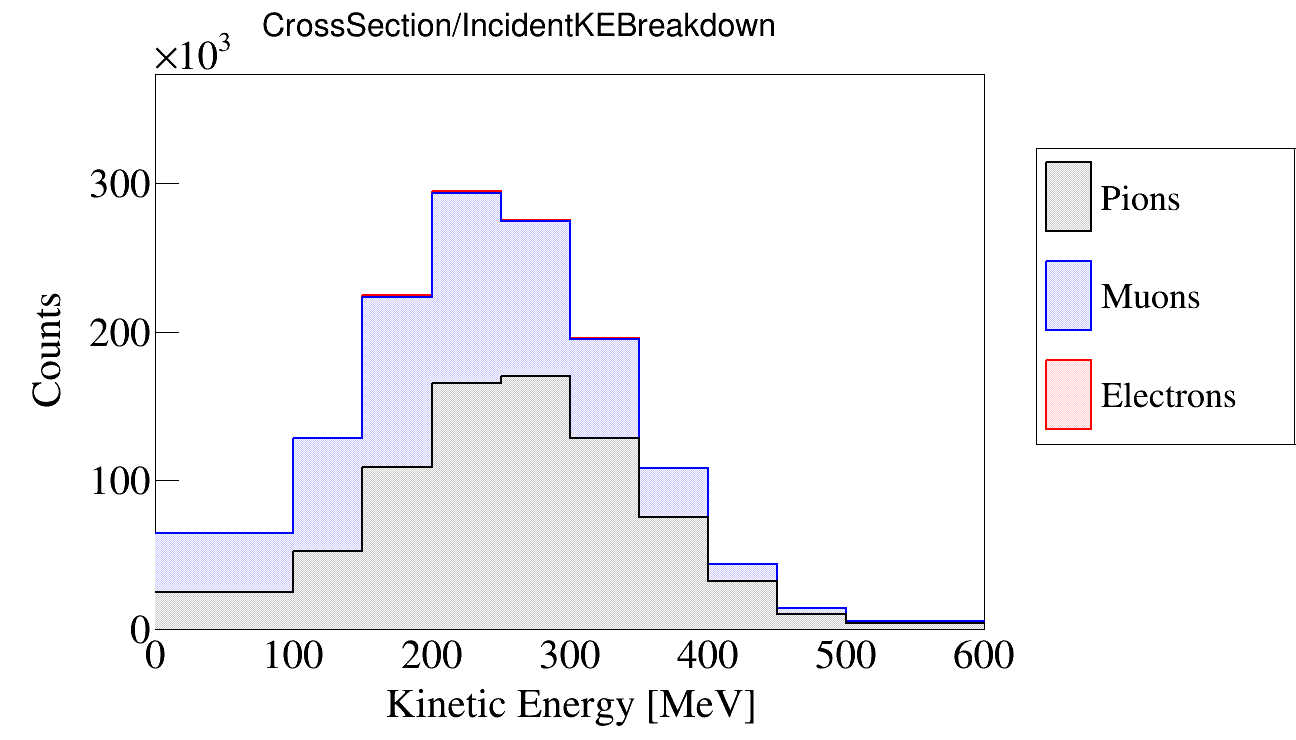 CrossSection/IncidentKEBreakdown
×10³
300
200
100
0
Counts
0 100 200 300 400 500 600
Kinetic Energy [MeV]
Pions
Muons
Electrons